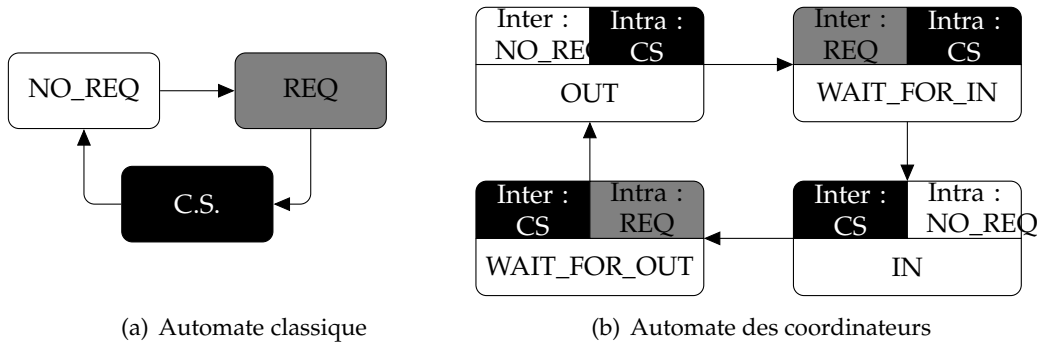 NO_REQ
REQ
C.S.
(a) Automate classique
Inter :
NO_REQ
Intra :
CS
OUT
Inter :
REQ
Intra :
CS
WAIT_FOR_IN
Inter :
CS
Intra :
REQ
WAIT_FOR_OUT
Inter :
CS
Intra :
NO_REQ
IN
(b) Automate des coordinateurs